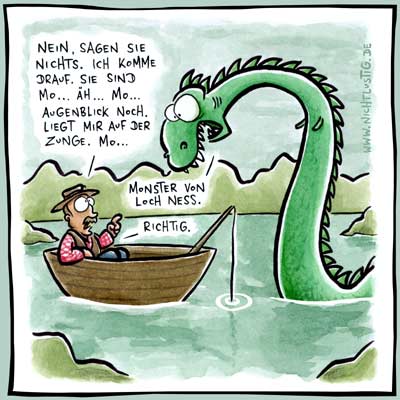 NEIN, SAGEN SIE
NICHTS. ICH KOMME
DRAUF. SIE SIND
MO... ÄH... MO...
AUGENBLICK NOCH.
LIEGT MIR AUF DER
ZUNGE. MO...
MONSTER VON
LOCH NESS.
RICHTIG.
WWW.NICHTLUSTIG.DE